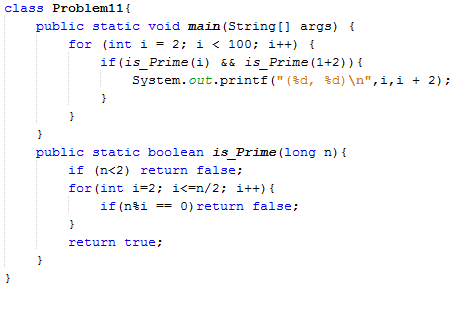 class Problem11{
public static void main(String[] args) {
for (int i = 2; i < 100; i++) {
if(is_Prime(i) && is_Prime(1+2)){
System.out.printf("(%d, %d)\n",i,i + 2);
}
}
}
public static boolean is_Prime(long n){
if (n<2) return false;
for(int i=2; i<=n/2; i++){
if(n%i == 0)return false;
}
return true;
}
}